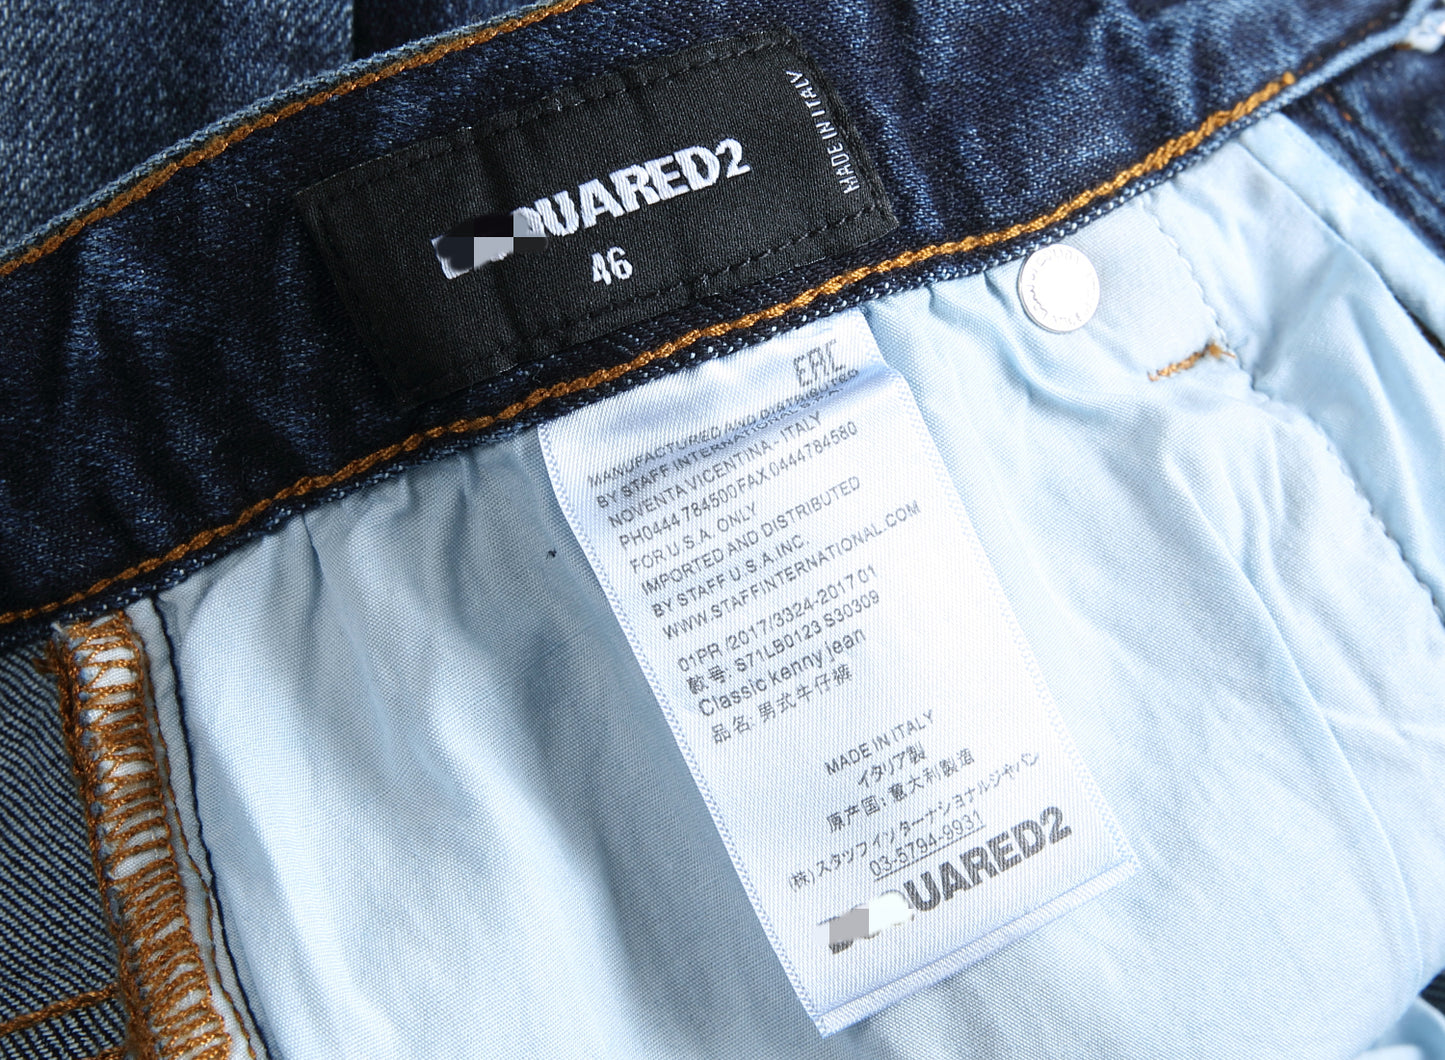 QUARED2
46
MADE IN ITALY
EAC
MANUFACTURED AND DISTRIBUTED
BY STAFF INTERNATIONAL
NOVENTA VICENTINA - ITALY
PH0444 784500FAX 0444784580
FOR U.S.A. ONLY
IMPORTED AND DISTRIBUTED
BY STAFF U.S.A.INC.
WWW.STAFFINTERNATIONAL.COM
01PR /2017/3324-2017 01
款号: S71LB0123 S30309
Classic kenny jean
品名: 男式牛仔裤
MADE IN ITALY
イタリア製
原产国: 意大利製造
(株)スタッフインターナショナルジャパン
03-5794-9931
UARED2